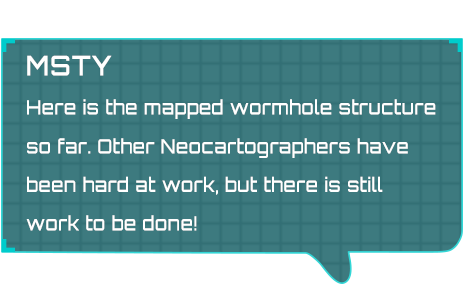 MSTY
Here is the mapped wormhole structure
so far. Other Neocartographers have
been hard at work, but there is still
work to be done!